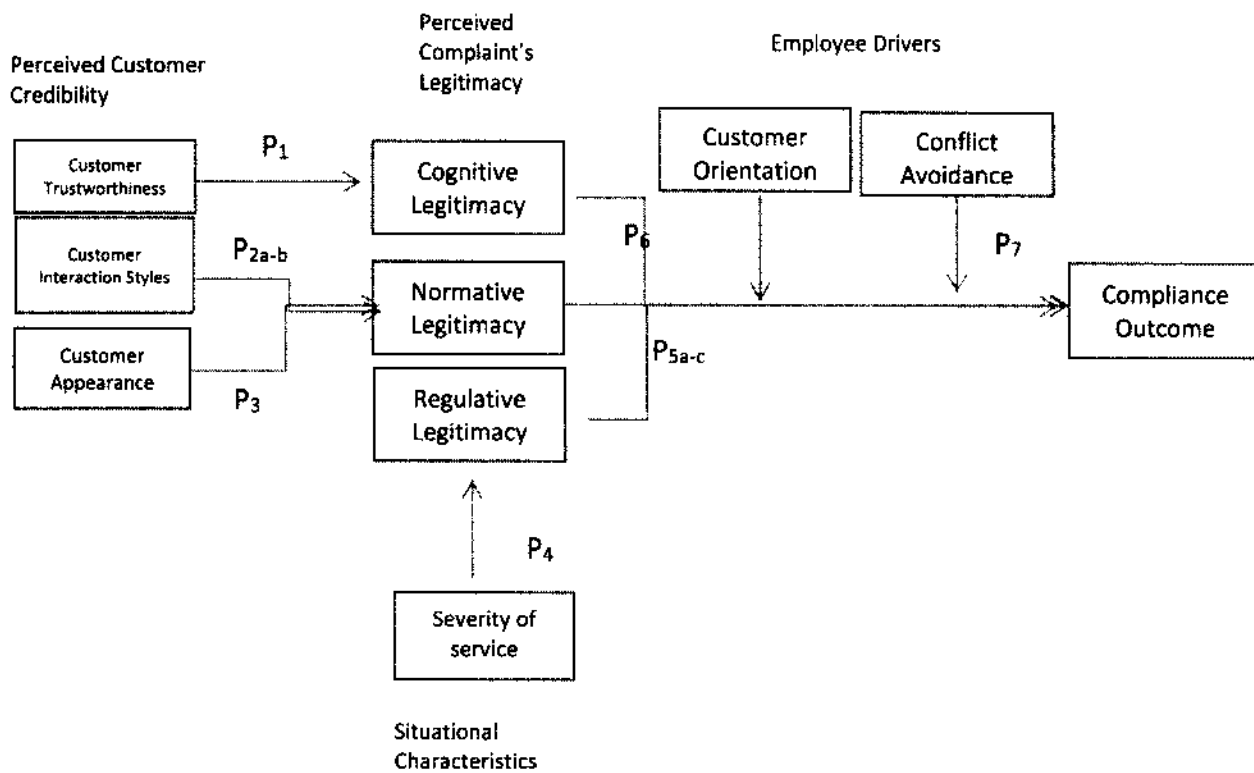 Perceived
Complaint's
Legitimacy
Employee Drivers
Perceived Customer
Credibility
Customer
Trustworthiness
P1
Cognitive
Legitimacy
Customer
Orientation
Conflict
Avoidance
Customer
Interaction Styles
P2a-b
Normative
Legitimacy
P6
P7
Compliance
Outcome
Customer
Appearance
P3
P5a-c
Regulative
Legitimacy
P4
Severity of
service
Situational
Characteristics